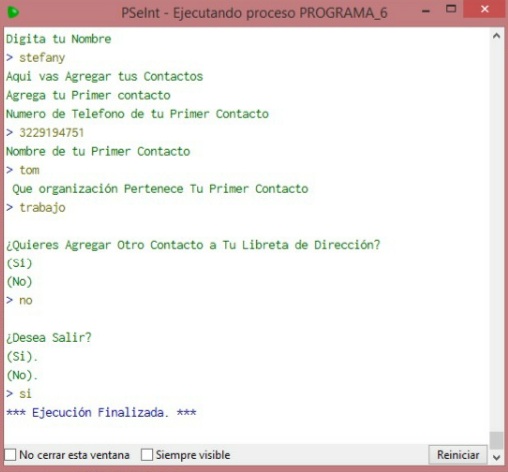 PSeInt - Ejecutando proceso PROGRAMA_6
Digita tu Nombre
> stefany
Aqui vas Agregar tus Contactos
Agrega tu Primer contacto
Numero de Telefono de tu Primer Contacto
> 3229194751
Nombre de tu Primer Contacto
> tom
Que organización Pertenece Tu Primer Contacto
> trabajo
¿Quieres Agregar Otro Contacto a Tu Libreta de Dirección?
(Si)
(No)
> no
¿Desea Salir?
(Si).
(No).
> si
*** Ejecución Finalizada. ***
No cerrar esta ventana Siempre visible Reiniciar